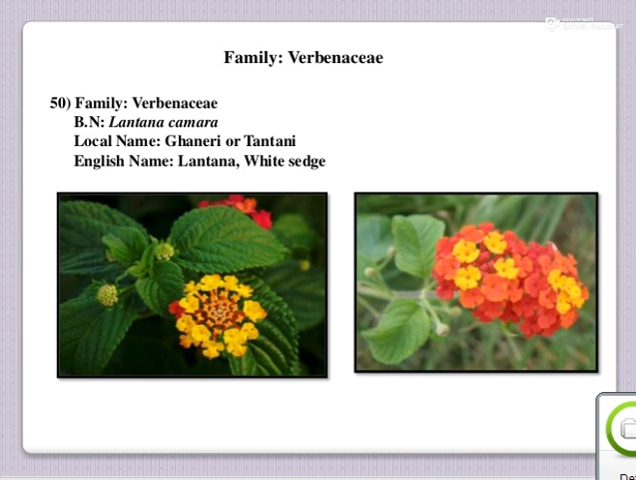 Family: Verbenaceae
50) Family: Verbenaceae
B.N: Lantana camara
Local Name: Ghaneri or Tantani
English Name: Lantana, White sedge